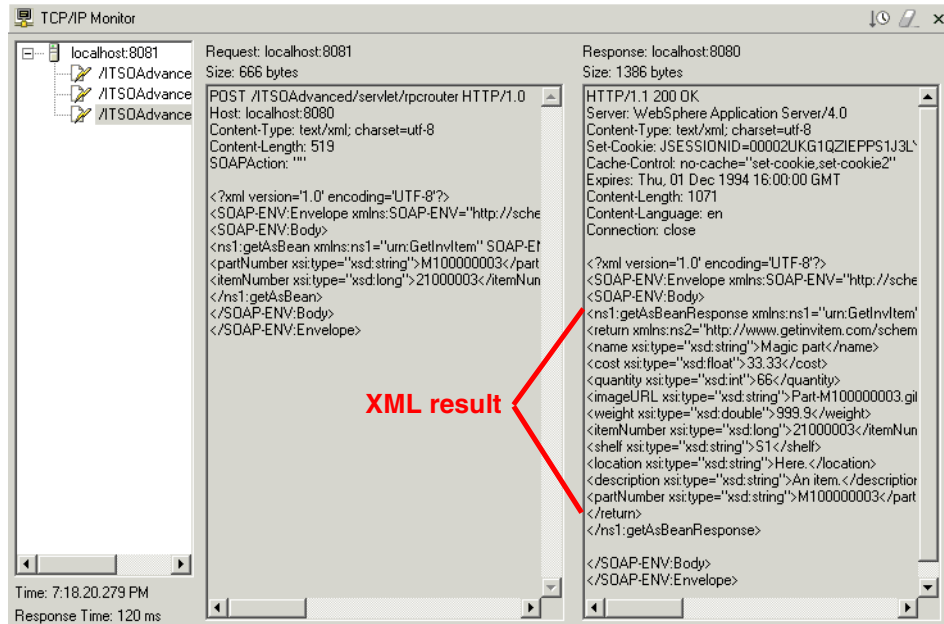 TCP/IP Monitor
localhost:8081
/ITSOAdvance
/ITSOAdvance
/ITSOAdvance
Time: 7:18.20.279 PM
Response Time: 120 ms
Request: localhost:8081
Size: 666 bytes
POST /ITSOAdvanced/servlet/rpcrouter HTTP/1.0
Host: localhost:8080
Content-Type: text/xml; charset=utf-8
Content-Length: 519
SOAPAction: ""
<?xml version='1.0' encoding='UTF-8'?>
<SOAP-ENV:Envelope xmlns:SOAP-ENV="http://sche
<SOAP-ENV:Body>
<ns1:getAsBean xmlns:ns1="urn:GetInvItem" SOAP-EN
<partNumber xsi:type="xsd:string">M100000003</part
<itemNumber xsi:type="xsd:long">21000003</itemNun
</ns1:getAsBean>
</SOAP-ENV:Body>
</SOAP-ENV:Envelope>
XML result
Response: localhost:8080
Size: 1386 bytes
HTTP/1.1 200 OK
Server: WebSphere Application Server/4.0
Content-Type: text/xml; charset=utf-8
Set-Cookie: JSESSIONID=00002UKG1QZIEPPS1J3L
Cache-Control: no-cache="set-cookie,set-cookie2"
Expires: Thu, 01 Dec 1994 16:00:00 GMT
Content-Length: 1071
Content-Language: en
Connection: close
<?xml version='1.0' encoding='UTF-8'?>
<SOAP-ENV:Envelope xmlns:SOAP-ENV="http://sche
<SOAP-ENV:Body>
<ns1:getAsBeanResponse xmlns:ns1="urn:GetInvItem"
<return xmlns:ns2="http://www.getinvitem.com/schem
<name xsi:type="xsd:string">Magic part</name>
<cost xsi:type="xsd:float">33.33</cost>
<quantity xsi:type="xsd:int">66</quantity>
<imageURL xsi:type="xsd:string">Part-M100000003.gif
<weight xsi:type="xsd:double">999.9</weight>
<itemNumber xsi:type="xsd:long">21000003</itemNun
<shelf xsi:type="xsd:string">S1</shelf>
<location xsi:type="xsd:string">Here.</location>
<description xsi:type="xsd:string">An item.</description
<partNumber xsi:type="xsd:string">M100000003</part
</return>
</ns1:getAsBeanResponse>
</SOAP-ENV:Body>
</SOAP-ENV:Envelope>